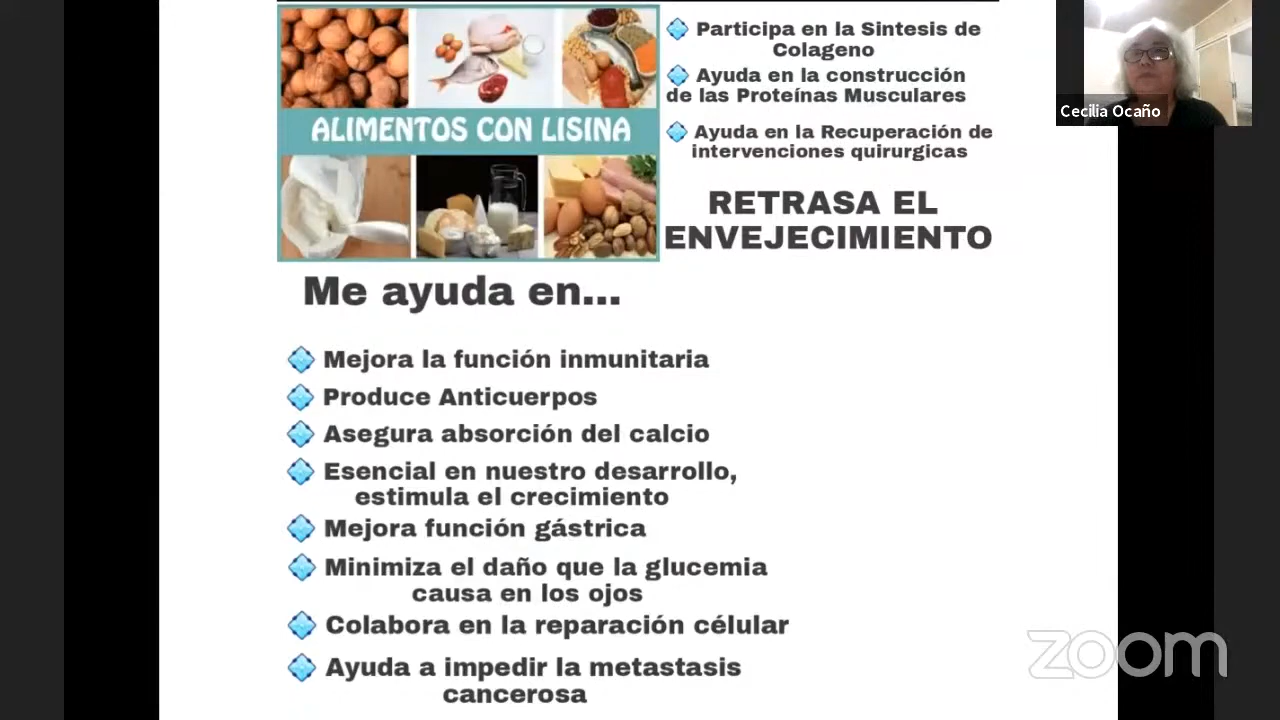 ALIMENTOS CON LISINA
Participa en la Sintesis de
Colageno
Ayuda en la construcción
de las Proteínas Musculares
Ayuda en la Recuperación de
intervenciones quirurgicas
RETRASA EL
ENVEJECIMIENTO
Me ayuda en...
Mejora la función inmunitaria
Produce Anticuerpos
Asegura absorción del calcio
Esencial en nuestro desarrollo,
estimula el crecimiento
Mejora función gástrica
Minimiza el daño que la glucemia
causa en los ojos
Colabora en la reparación célular
Ayuda a impedir la metastasis
cancerosa
Cecilia Ocaño
zoom